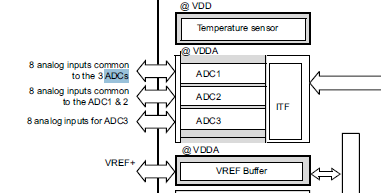 @ VDD
Temperature sensor
@ VDDA
8 analog inputs common
to the 3 ADCs
ADC1
8 analog inputs common
to the ADC1 & 2
ADC2
ITF
8 analog inputs for ADC3
ADC3
@ VDDA
VREF+
VREF Buffer